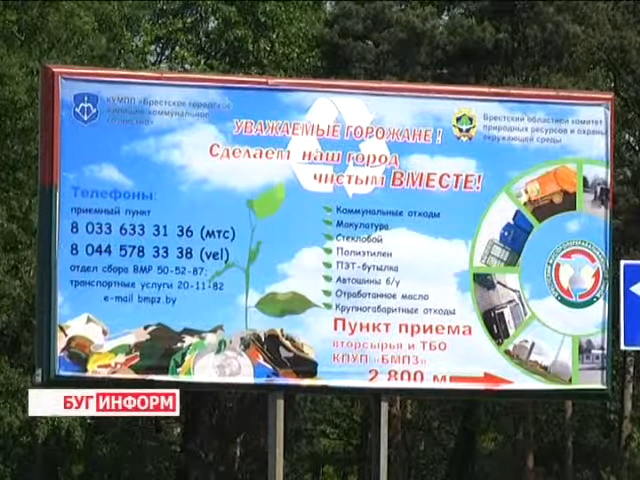 КУМПП «Брестское городское
жилищно-коммунальное
хозяйство»
Брестский областной комитет
природных ресурсов и охраны
окружающей среды
УВАЖАЕМЫЕ ГОРОЖАНЕ!
Сделаем наш город
чистым ВМЕСТЕ!
Телефоны:
приемный пункт
8 033 633 31 36 (мтс)
8 044 578 33 38 (vel)
отдел сбора ВМР 50-52-87;
транспортные услуги 20-11-82
e-mail bmpz.by
Коммунальные отходы
Макулатура
Стеклобой
Полиэтилен
ПЭТ-бутылка
Автошины б/у
Отработанное масло
Крупногабаритные отходы
Пункт приема
вторсырья и ТБО
КПУП «БМПЗ»
2 800 м
БУГИНФОРМ